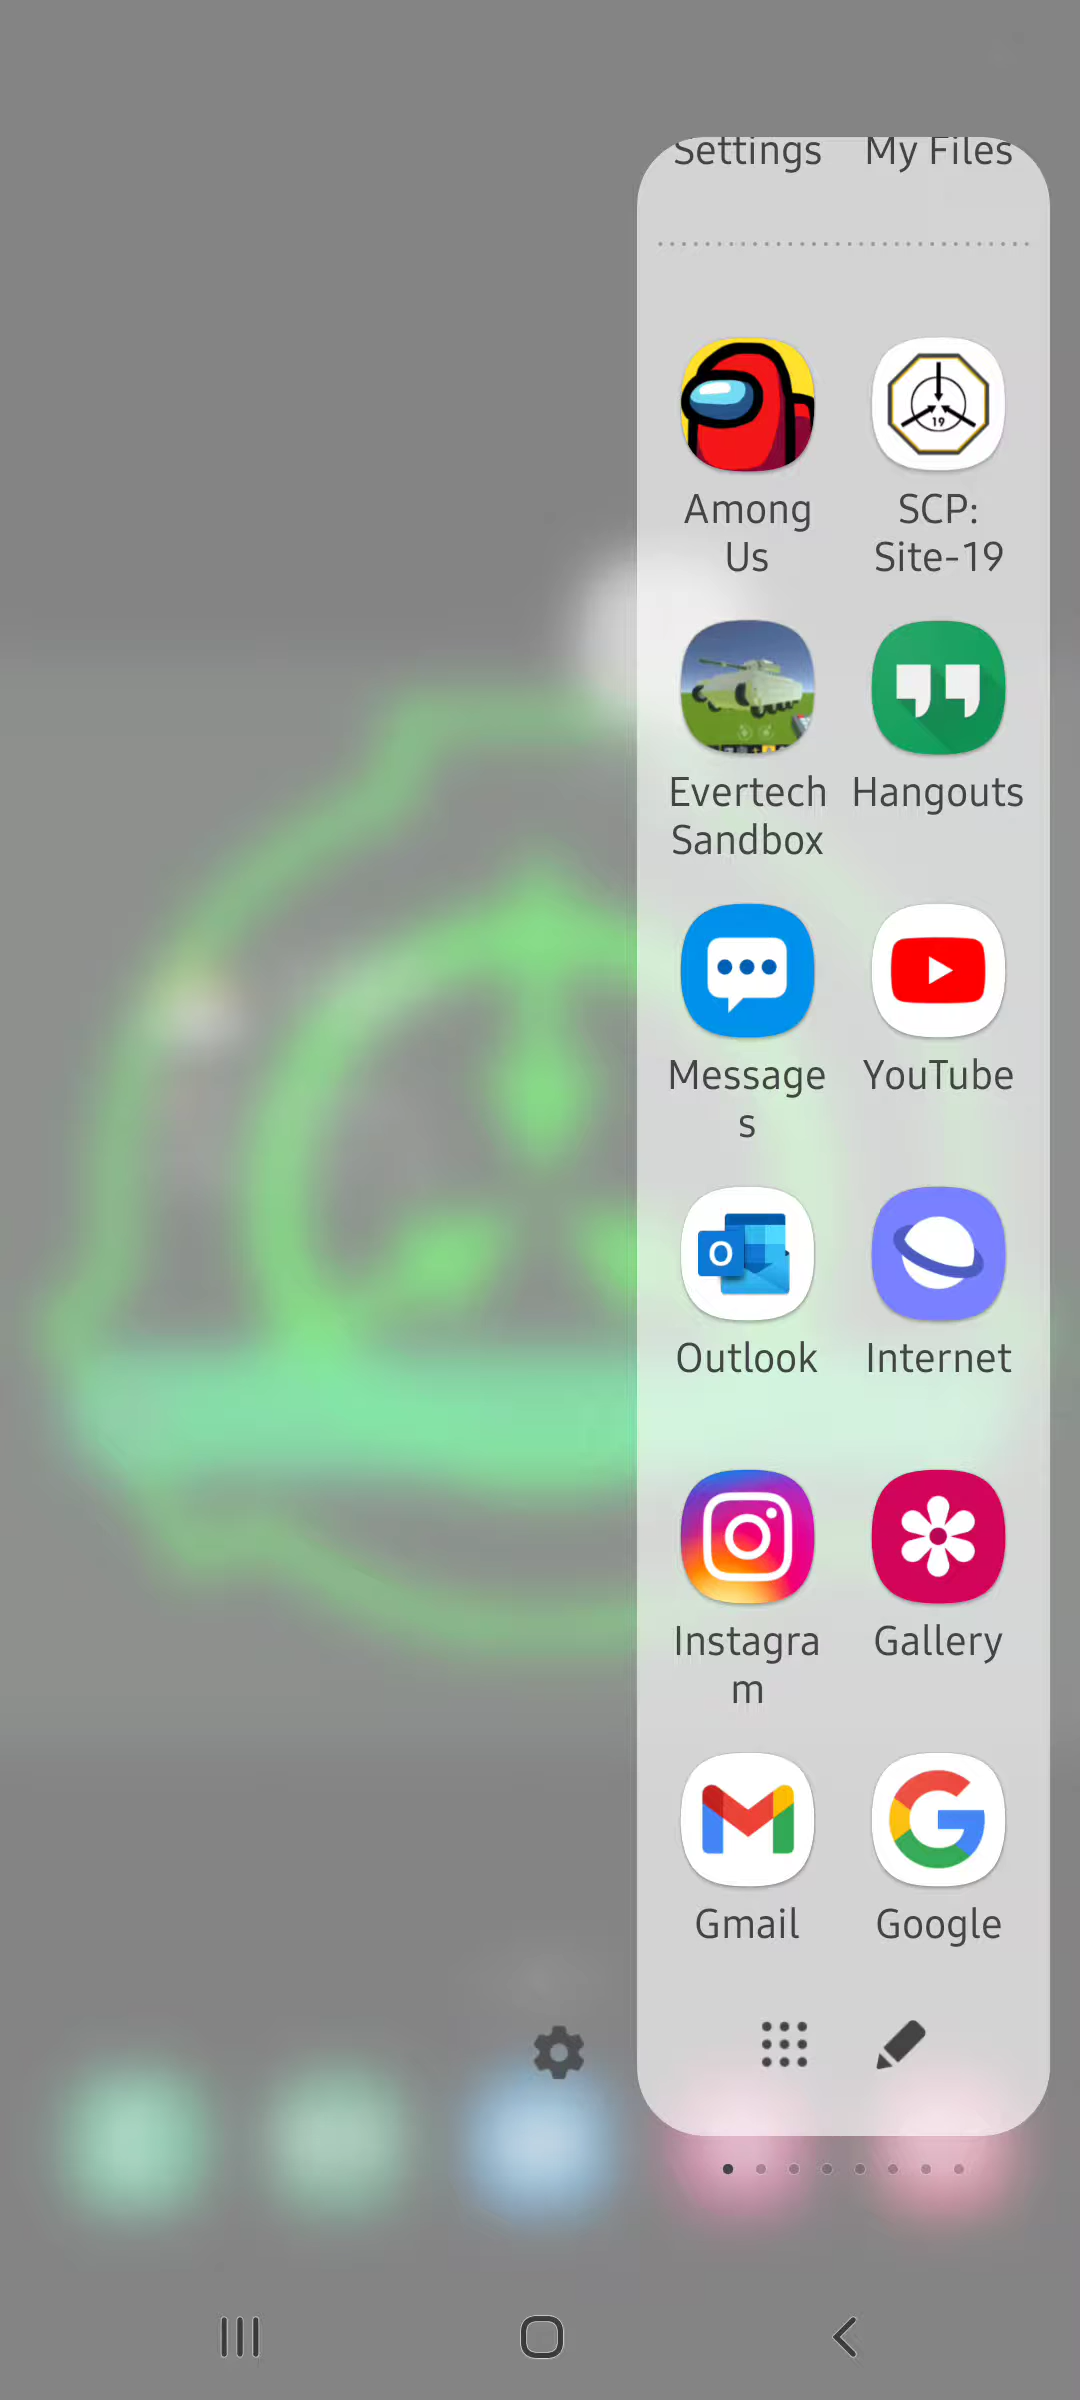 Settings My Files
Among
Us
SCP:
Site-19
19
Evertech
Sandbox
Hangouts
Message
s
YouTube
O
Outlook
Internet
Instagra
m
Gallery
Gmail
Google